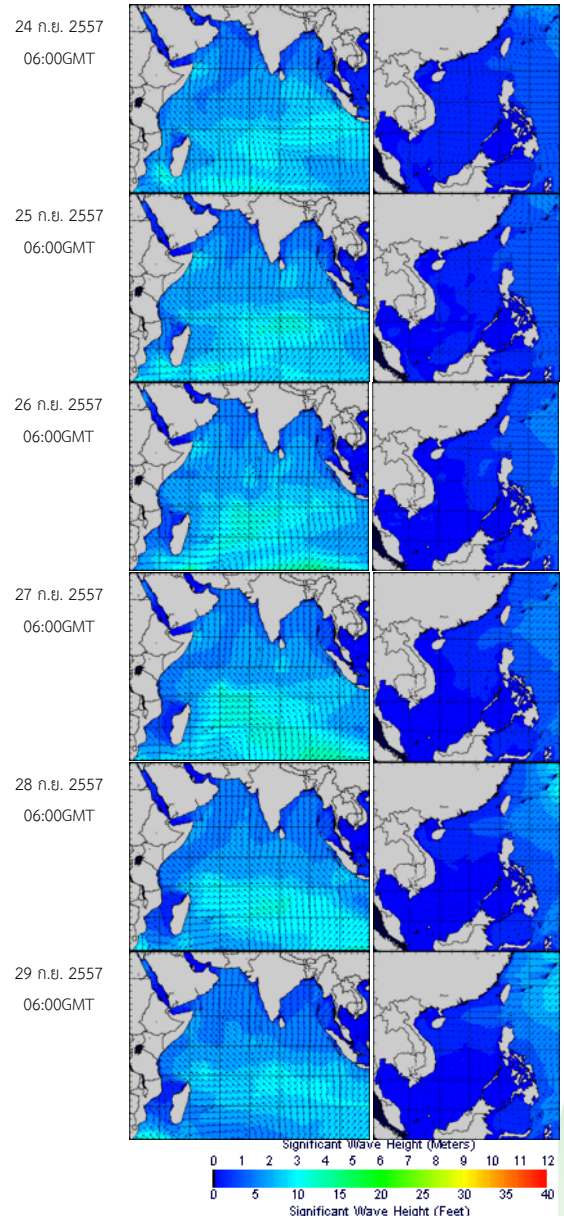 24 ก.ย. 2557
06:00GMT
25 ก.ย. 2557
06:00GMT
26 ก.ย. 2557
06:00GMT
27 ก.ย. 2557
06:00GMT
28 ก.ย. 2557
06:00GMT
29 ก.ย. 2557
06:00GMT
Significant Wave Height (Meters)
0 1 2 3 4 5 6 7 8 9 10 11 12
0 5 10 15 20 25 30 35 40
Significant Wave Height (Feet)